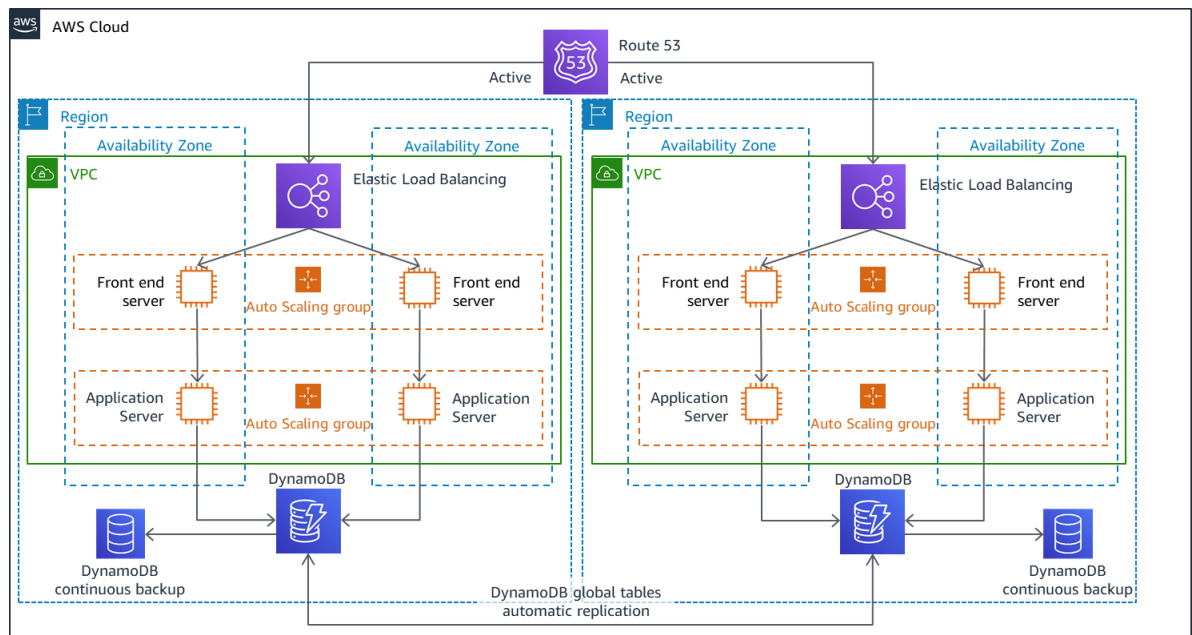 aws
AWS Cloud
Route 53
53
Active
Active
Region
Availability Zone
Availability Zone
VPC
Elastic Load Balancing
Front end
server
Auto Scaling group
Front end
server
Application
Server
Auto Scaling group
Application
Server
DynamoDB
DynamoDB
continuous backup
Region
Availability Zone
Availability Zone
VPC
Elastic Load Balancing
Front end
server
Auto Scaling group
Front end
server
Application
Server
Auto Scaling group
Application
Server
DynamoDB
DynamoDB
continuous backup
DynamoDB global tables
automatic replication